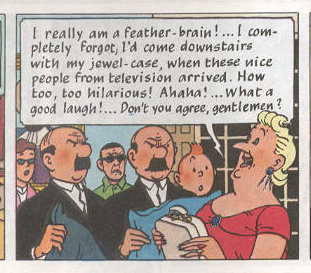 I really am a feather-brain!... I com-
pletely forgot, I'd come downstairs
with my jewel-case, when these nice
people from television arrived. How
too, too hilarious! Ahaha!... What a
good laugh!... Don't you agree, gentlemen?